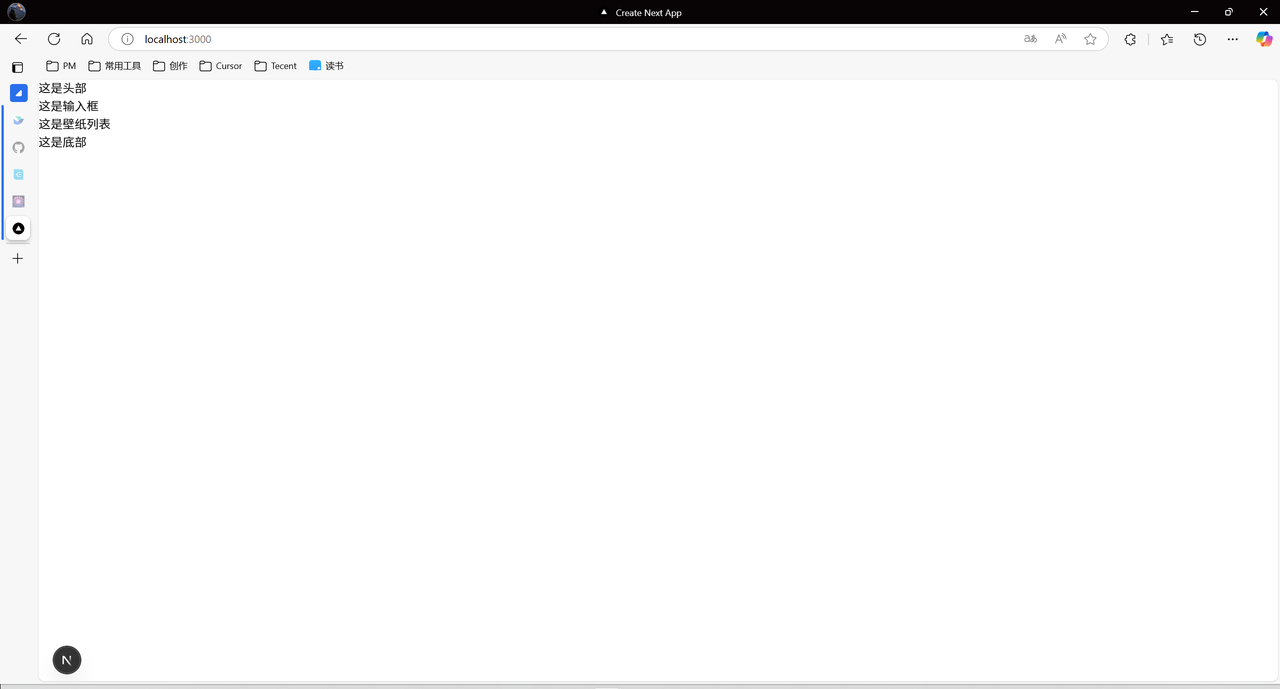 Create Next App
localhost:3000
PM 常用工具 创作 Cursor Tecent 读书
这是头部
这是输入框
这是壁纸列表
这是底部
N